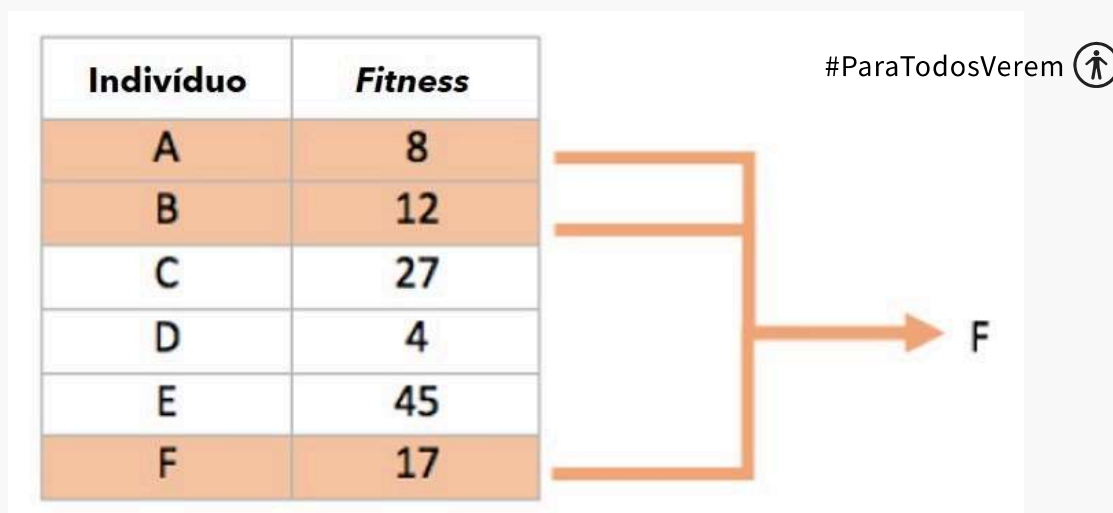 #ParaTodosVerem
Indivíduo Fitness
A 8
B 12
C 27
D 4
E 45
F 17
F